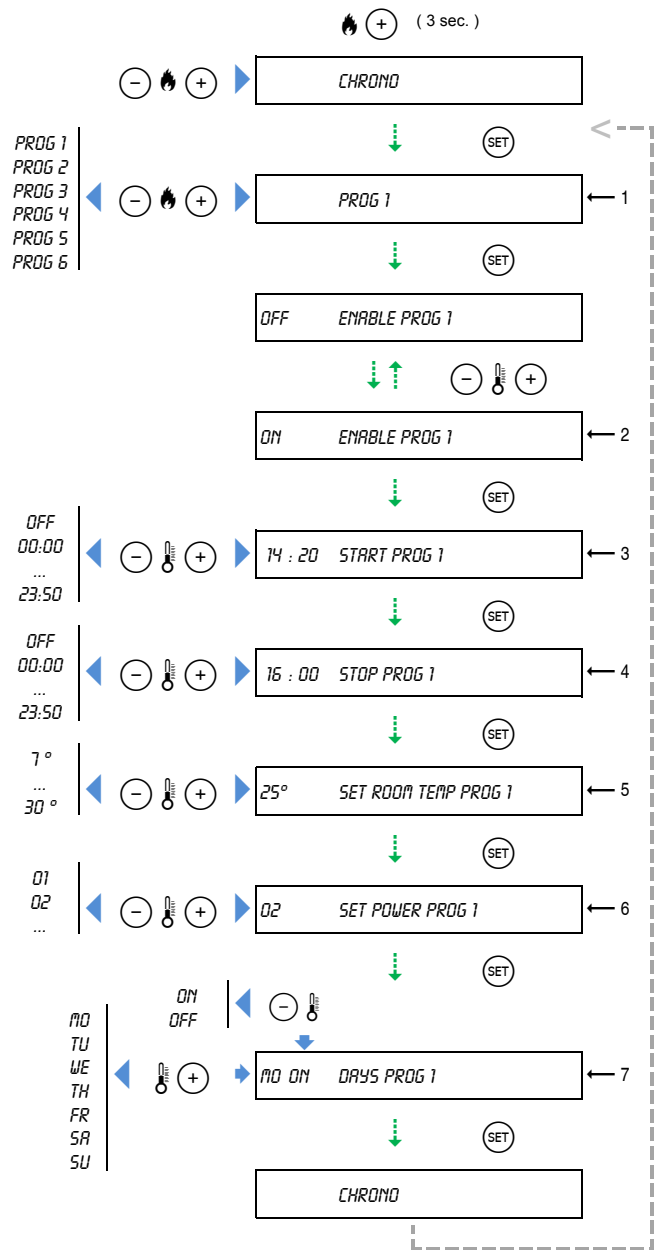 ( 3 sec. )
CHRONO
SET
PROG 1
PROG 2
PROG 3
PROG 4
PROG 5
PROG 6
PROG 1
1
SET
OFF ENABLE PROG 1
ON ENABLE PROG 1
2
SET
OFF
00:00
...
23:50
14 : 20 START PROG 1
3
SET
OFF
00:00
...
23:50
16 : 00 STOP PROG 1
4
SET
7 °
...
30 °
25° SET ROOM TEMP PROG 1
5
SET
01
02
...
02 SET POWER PROG 1
6
SET
ON
OFF
MO
TU
WE
TH
FR
SA
SU
MO ON DAYS PROG 1
7
SET
CHRONO